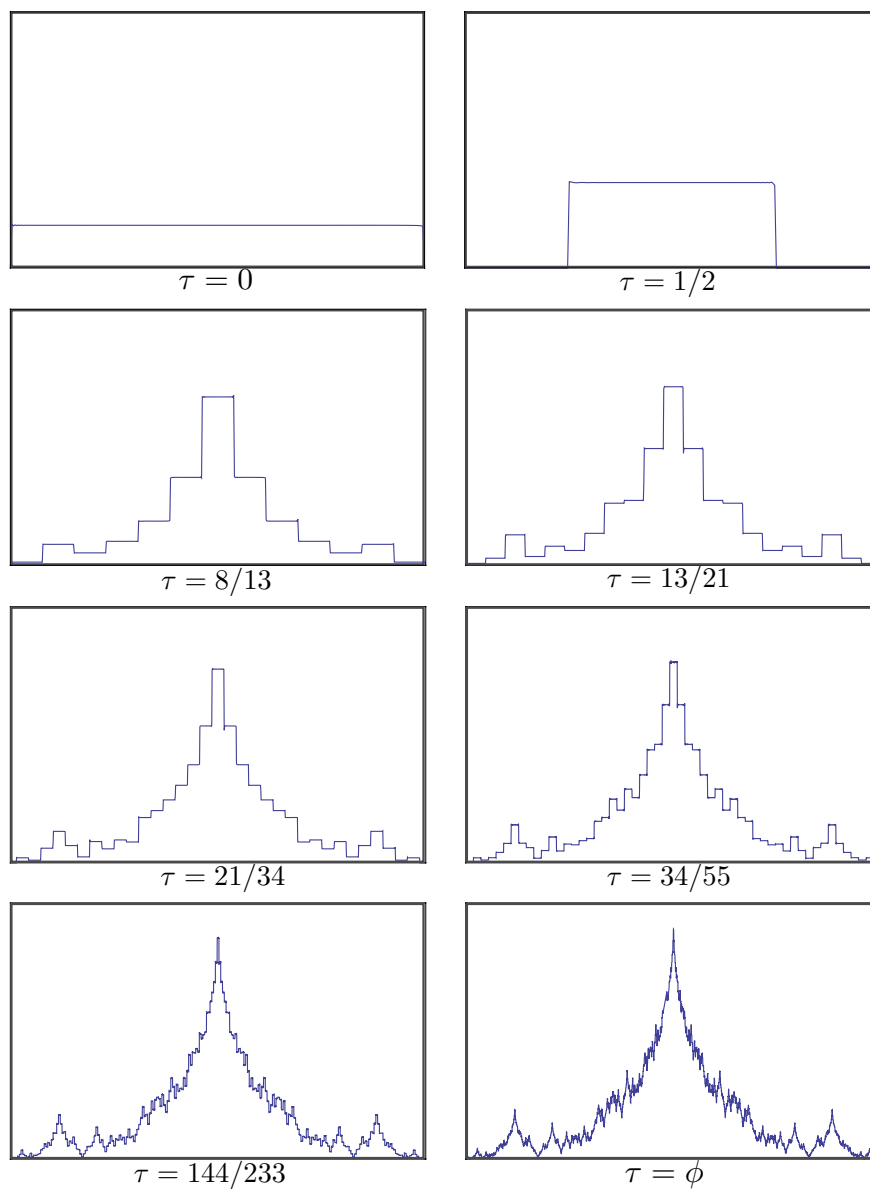 τ = 0
τ = 1/2
τ = 8/13
τ = 13/21
τ = 21/34
τ = 34/55
τ = 144/233
τ = ϕ